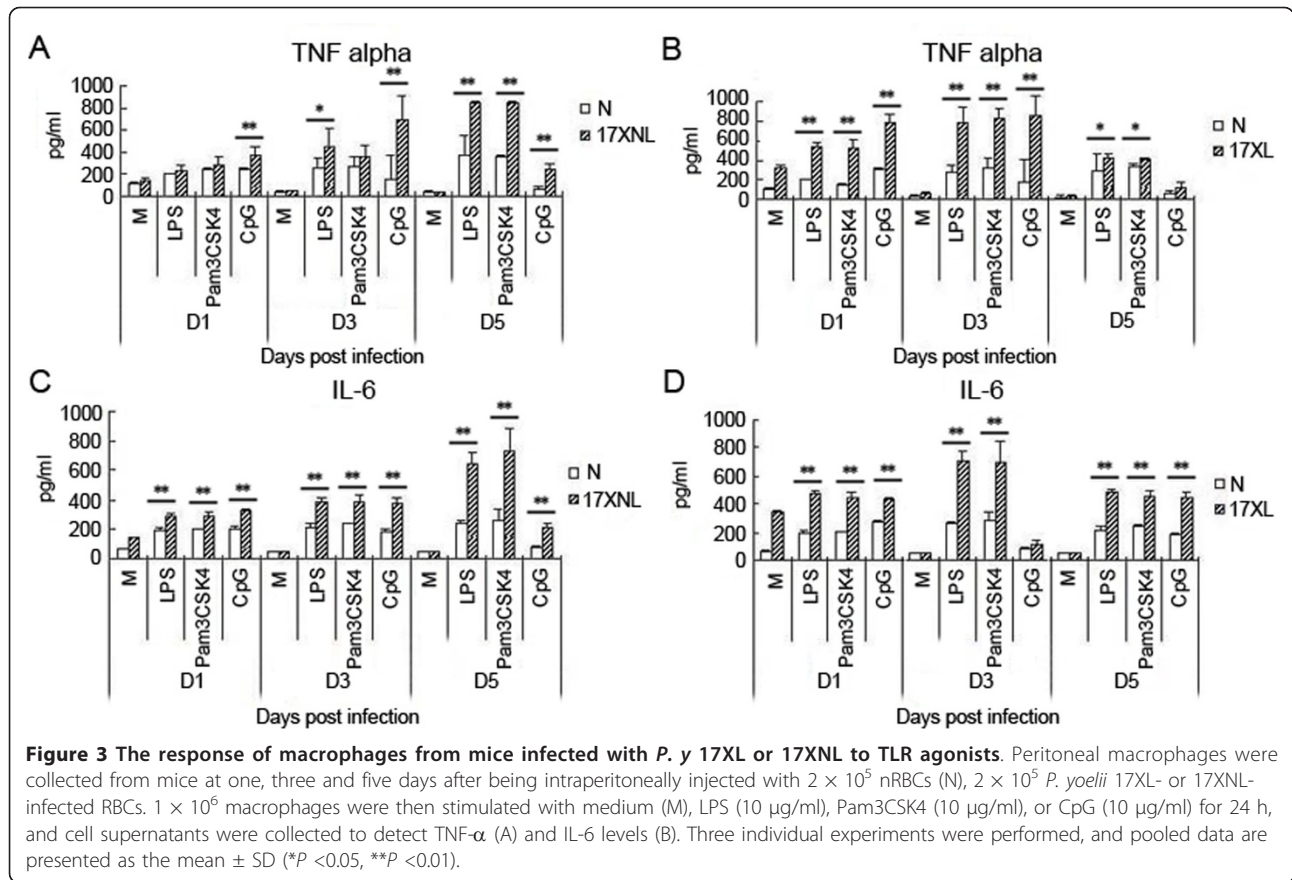 A
TNF alpha
1000
800
600
400
200
0
pg/ml
* ** ** ** ** **
N
17XNL
M LPS Pam3CSK4 CpG M LPS Pam3CSK4 CpG M LPS Pam3CSK4 CpG
D1 D3 D5
Days post infection
B
TNF alpha
1000
800
600
400
200
0
pg/ml
** ** ** ** ** ** * *
N
17XL
M LPS Pam3CSK4 CpG M LPS Pam3CSK4 CpG M LPS Pam3CSK4 CpG
D1 D3 D5
Days post infection
C
IL-6
1000
800
600
400
200
0
pg/ml
** ** ** ** ** ** ** ** **
N
17XNL
M LPS Pam3CSK4 CpG M LPS Pam3CSK4 CpG M LPS Pam3CSK4 CpG
D1 D3 D5
Days post infection
D
IL-6
1000
800
600
400
200
0
pg/ml
** ** ** ** ** ** ** **
N
17XL
M LPS Pam3CSK4 CpG M LPS Pam3CSK4 CpG M LPS Pam3CSK4 CpG
D1 D3 D5
Days post infection
Figure 3 The response of macrophages from mice infected with P. y 17XL or 17XNL to TLR agonists. Peritoneal macrophages were
collected from mice at one, three and five days after being intraperitoneally injected with 2 × 10⁵ nRBCs (N), 2 × 10⁵ P. yoelii 17XL- or 17XNL-
infected RBCs. 1 × 10⁶ macrophages were then stimulated with medium (M), LPS (10 μg/ml), Pam3CSK4 (10 μg/ml), or CpG (10 μg/ml) for 24 h,
and cell supernatants were collected to detect TNF-α (A) and IL-6 levels (B). Three individual experiments were performed, and pooled data are
presented as the mean ± SD (*P <0.05, **P <0.01).